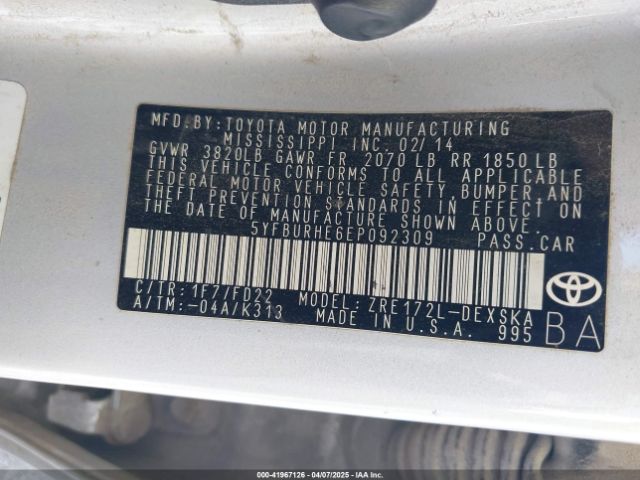 MFD. BY: TOYOTA MOTOR MANUFACTURING
MISSISSIPPI INC. 02/14
GVWR 3820LB GAWR FR 2070 LB RR 1850 LB
THIS VEHICLE CONFORMS TO ALL APPLICABLE
FEDERAL MOTOR VEHICLE SAFETY BUMPER AND
THEFT PREVENTION STANDARDS IN EFFECT ON
THE DATE OF MANUFACTURE SHOWN ABOVE.
5YFBURHE6EP092309 PASS. CAR
C/TR: 1F7/FD22 MODEL: ZRE172L-DEXSKA
A/TM: -04A/K313 MADE IN U.S.A. 995
TOYOTA
BA
000-41967126 - 04/07/2025 - IAA Inc.